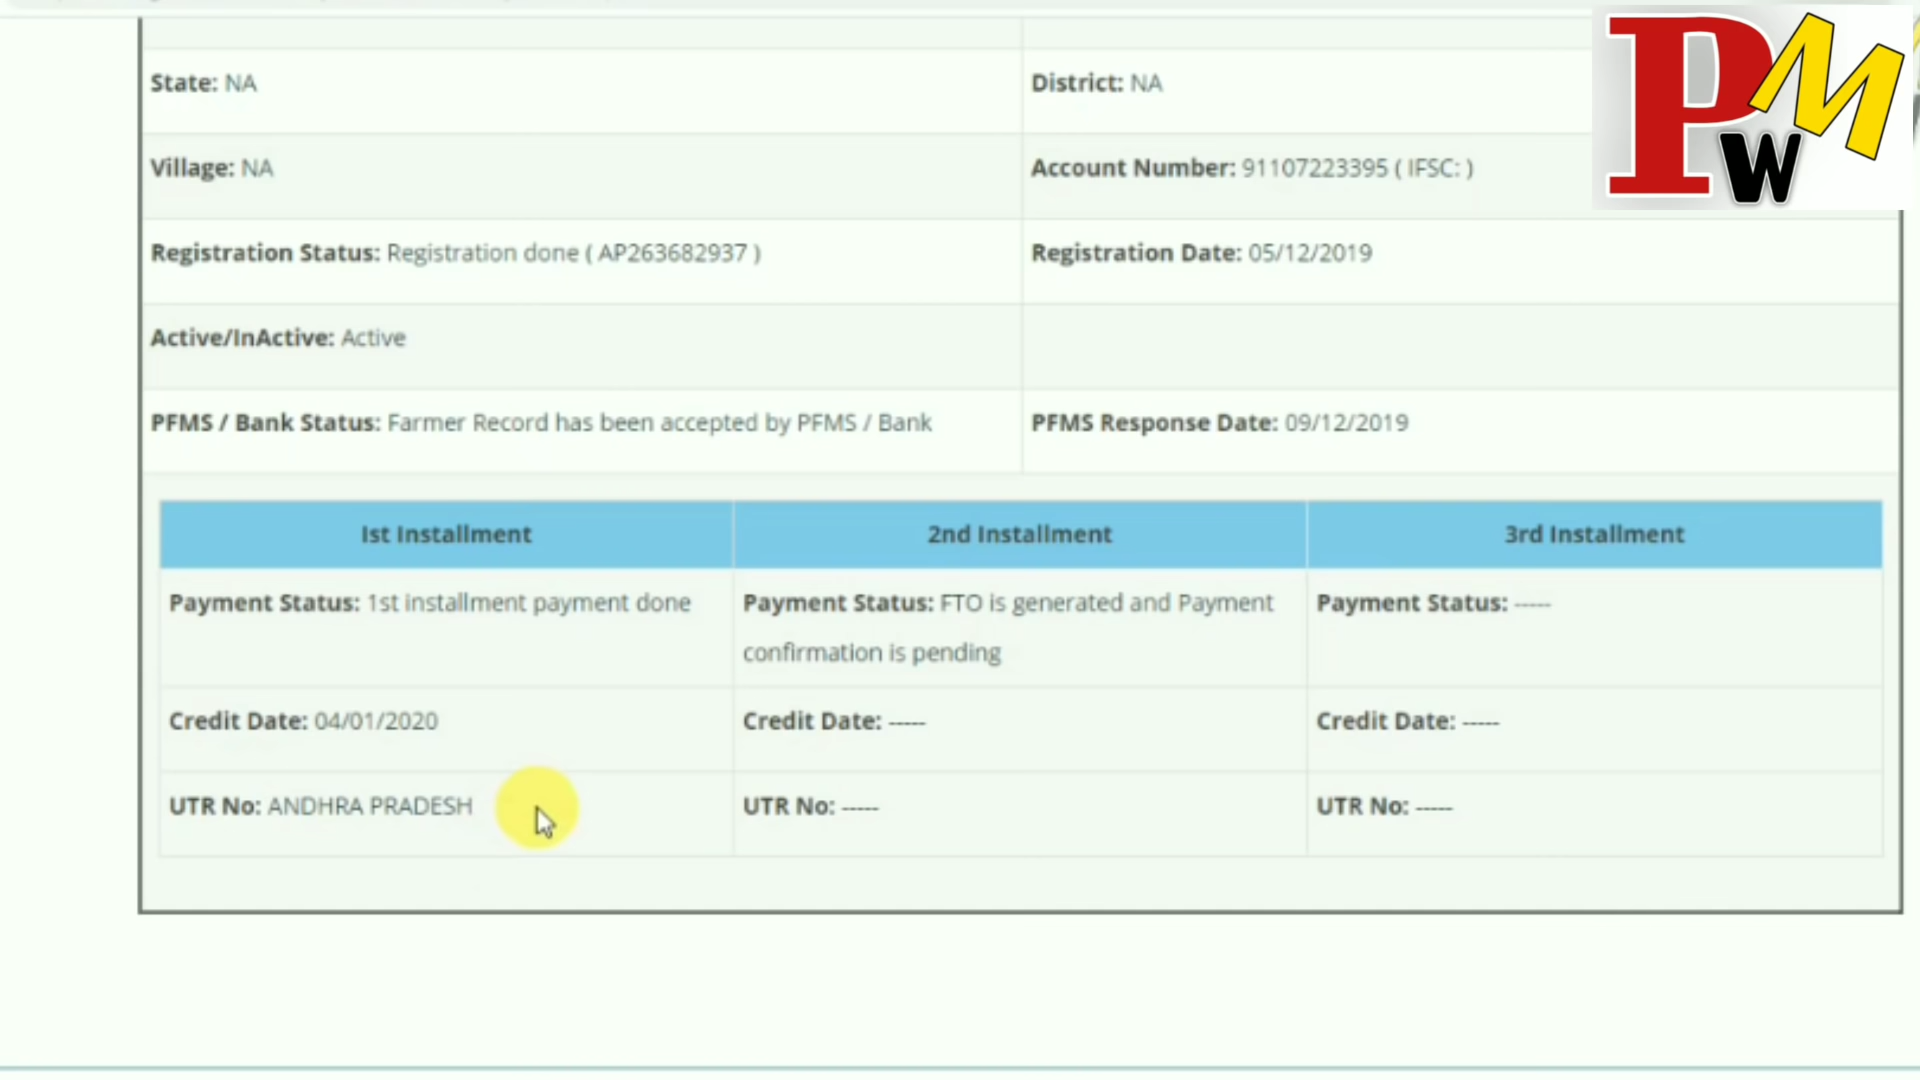 State: NA
District: NA
Village: NA
Account Number: 91107223395 ( IFSC: )
Registration Status: Registration done ( AP263682937 )
Registration Date: 05/12/2019
Active/InActive: Active
PFMS / Bank Status: Farmer Record has been accepted by PFMS / Bank
PFMS Response Date: 09/12/2019
Ist Installment
2nd Installment
3rd Installment
Payment Status: 1st installment payment done
Payment Status: FTO is generated and Payment
confirmation is pending
Payment Status: -----
Credit Date: 04/01/2020
Credit Date: -----
Credit Date: -----
UTR No: ANDHRA PRADESH
UTR No: -----
UTR No: -----
PMW